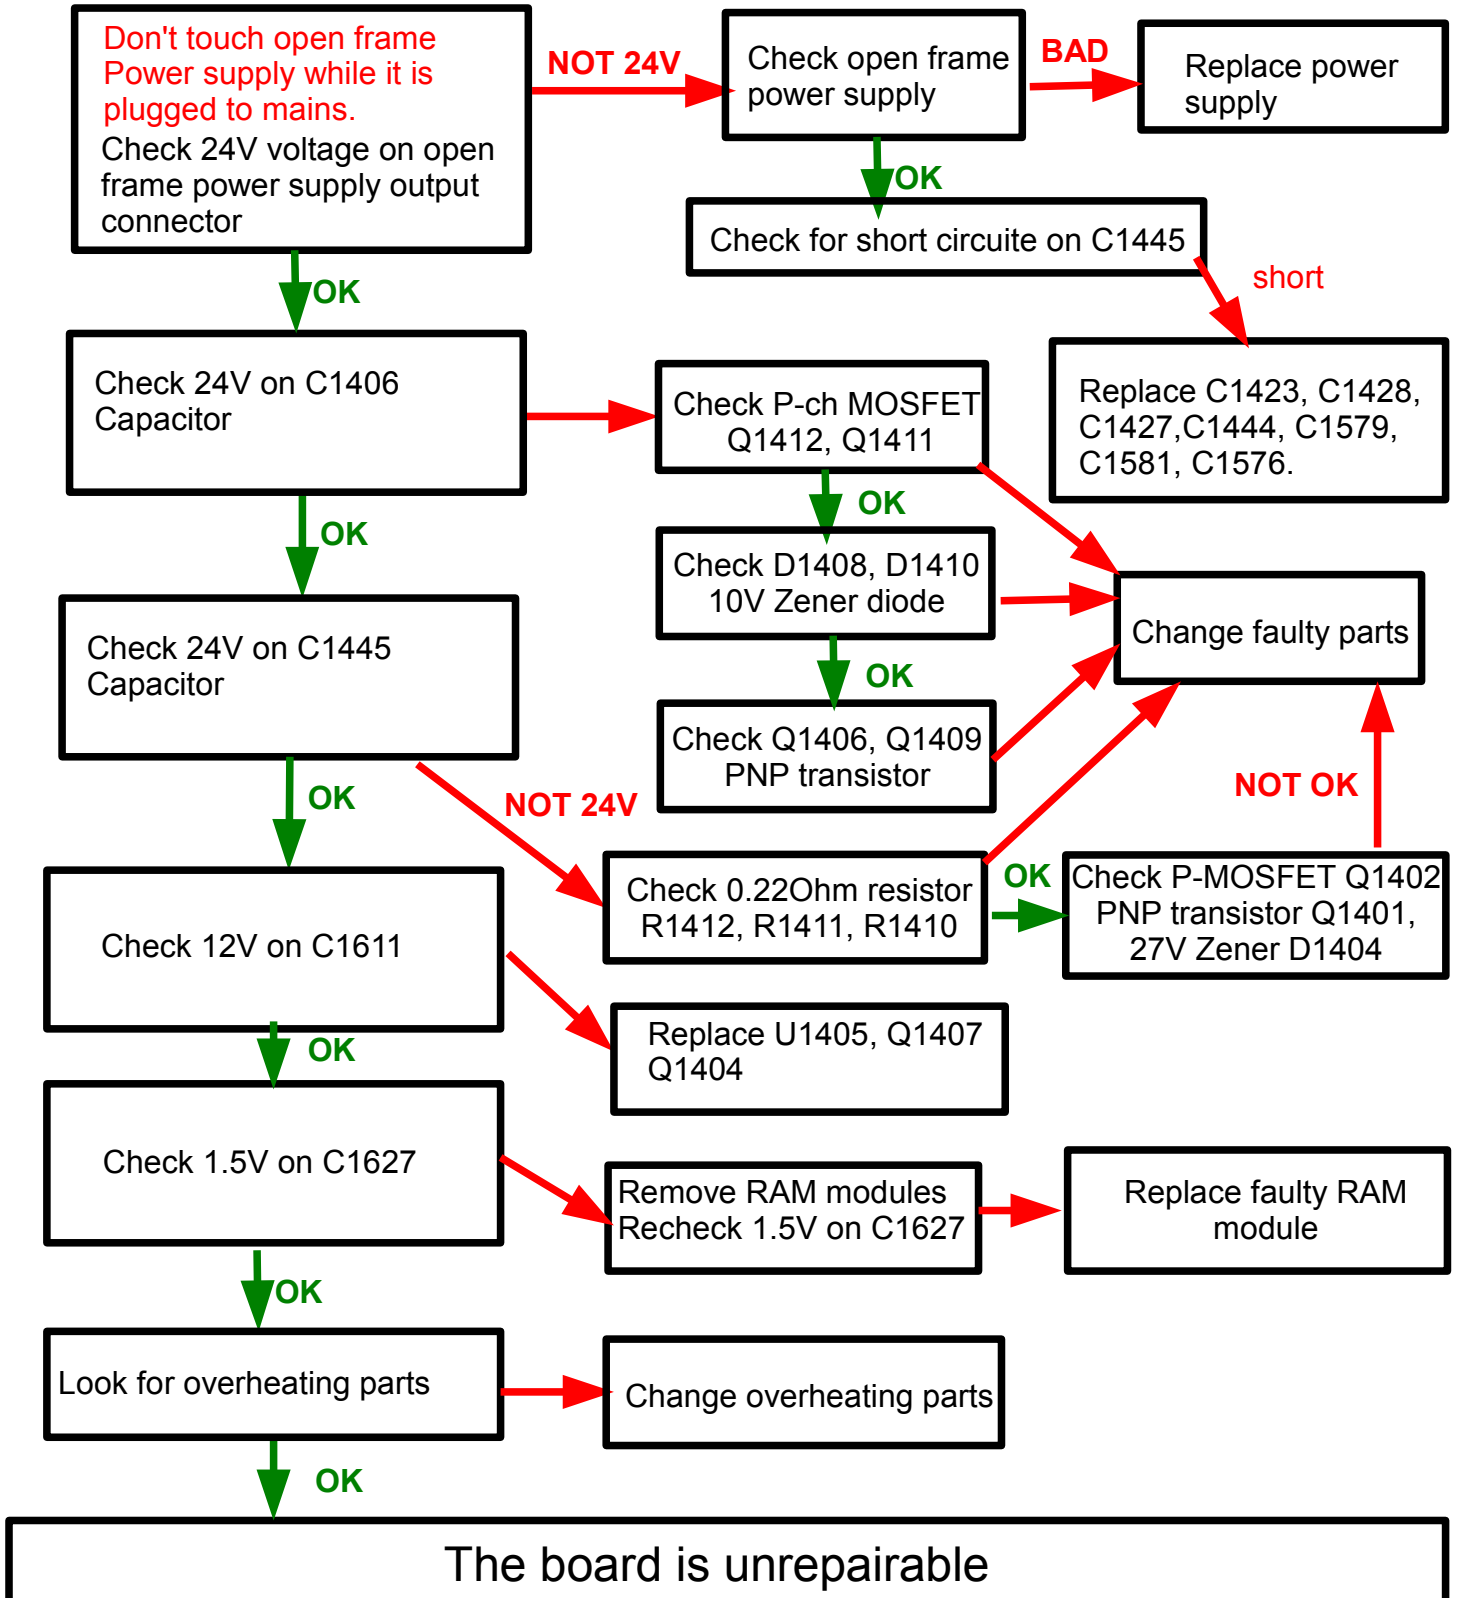 Don't touch open frame
Power supply while it is
plugged to mains.
Check 24V voltage on open
frame power supply output
connector
NOT 24V
Check open frame
power supply
BAD
Replace power
supply
OK
Check for short circuite on C1445
short
Replace C1423, C1428,
C1427,C1444, C1579,
C1581, C1576.
OK
Check 24V on C1406
Capacitor
Check P-ch MOSFET
Q1412, Q1411
OK
Check D1408, D1410
10V Zener diode
OK
Check Q1406, Q1409
PNP transistor
Change faulty parts
OK
Check 24V on C1445
Capacitor
NOT 24V
Check 0.22Ohm resistor
R1412, R1411, R1410
OK
Check P-MOSFET Q1402
PNP transistor Q1401,
27V Zener D1404
NOT OK
OK
Check 12V on C1611
Replace U1405, Q1407
Q1404
OK
Check 1.5V on C1627
Remove RAM modules
Recheck 1.5V on C1627
Replace faulty RAM
module
OK
Look for overheating parts
Change overheating parts
OK
The board is unrepairable